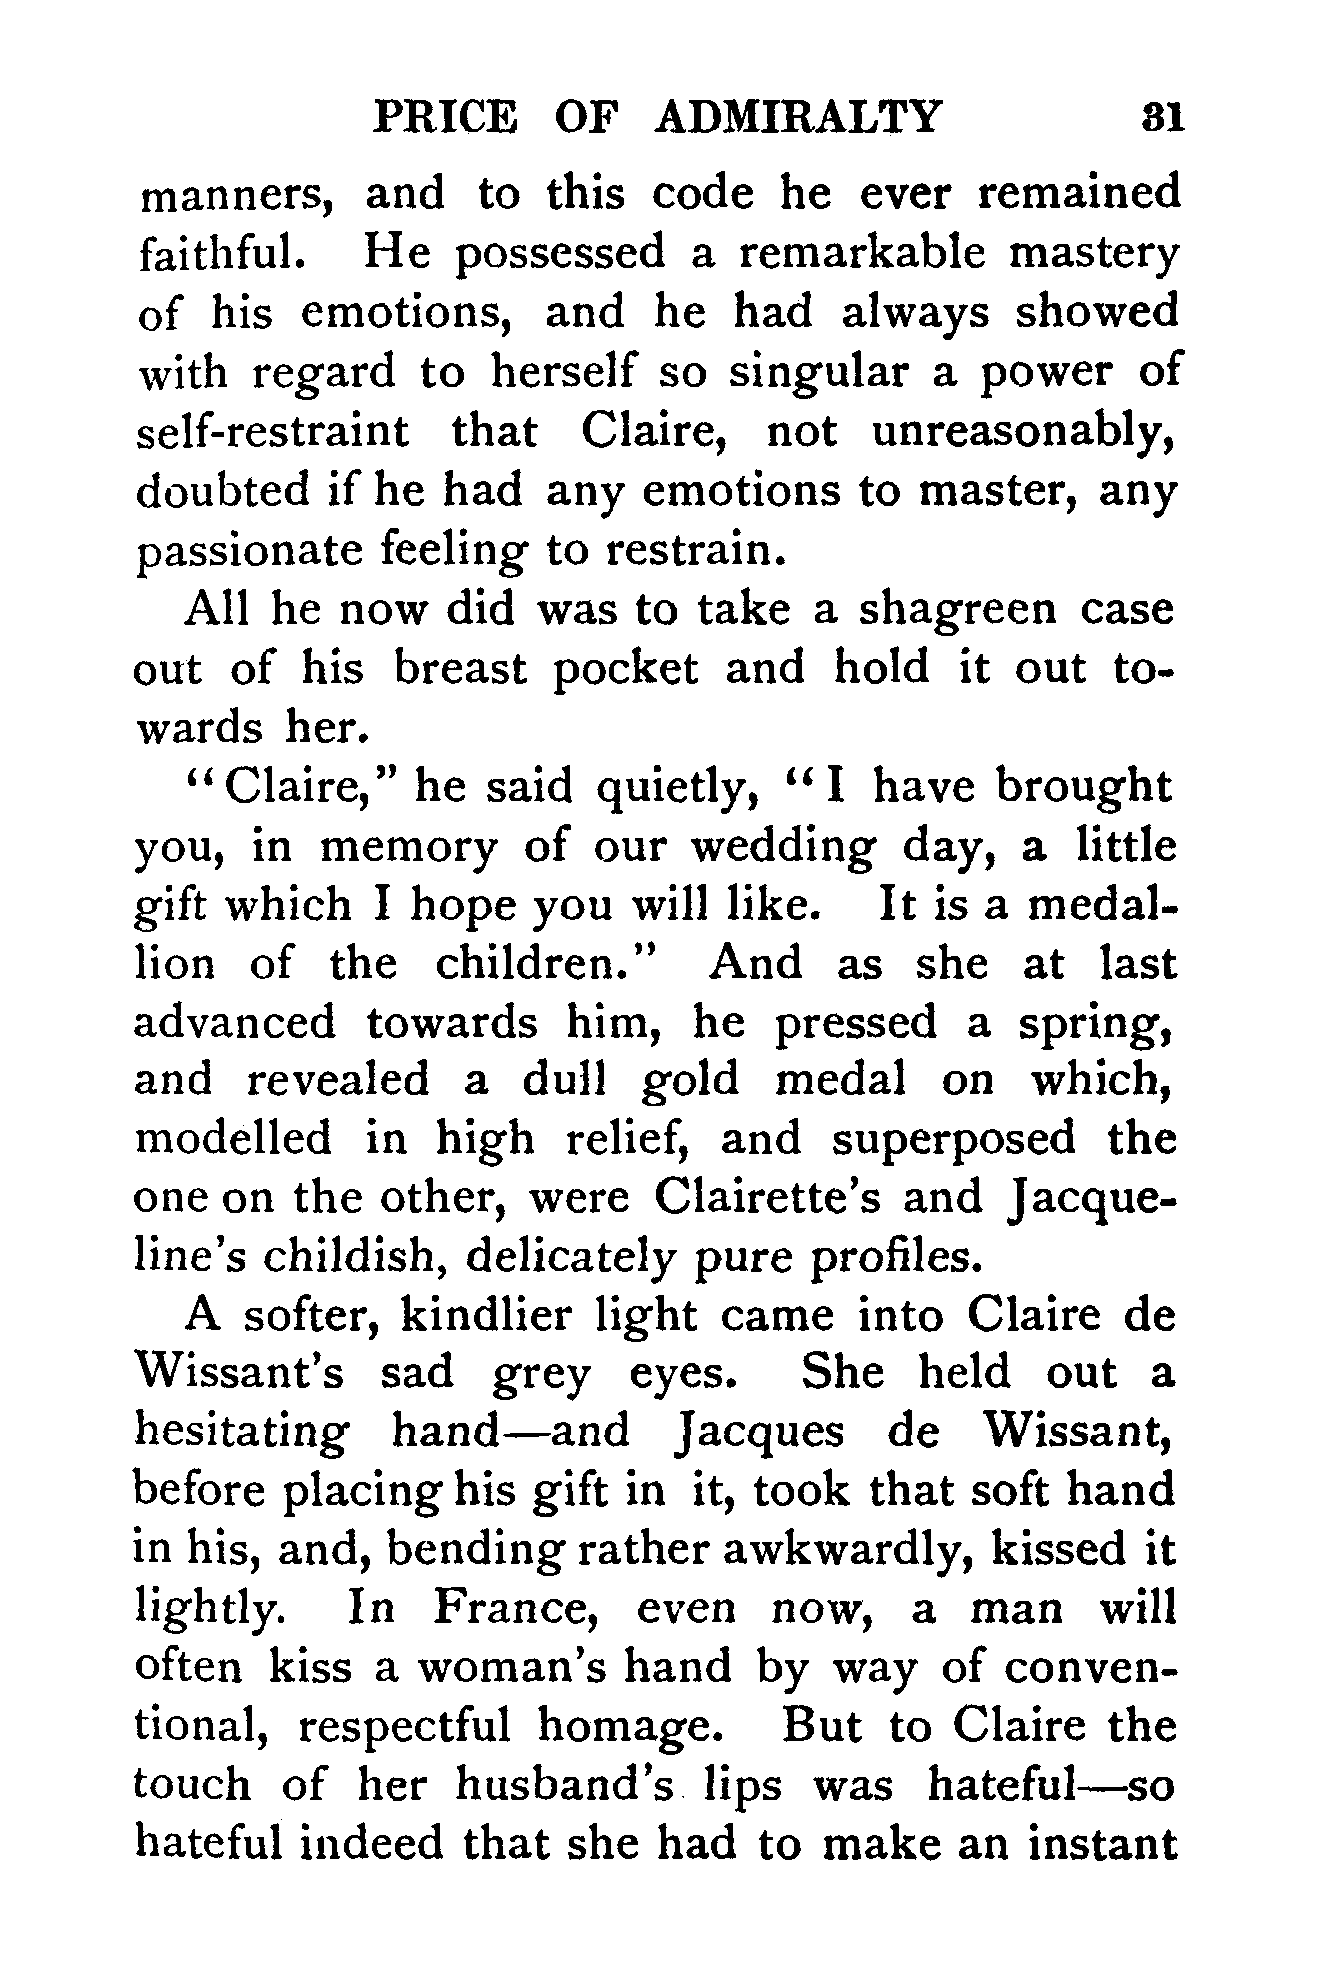 PRICE OF ADMIRALTY 31
manners, and to this code he ever remained
faithful. He possessed a remarkable mastery
of his emotions, and he had always showed
with regard to herself so singular a power of
self-restraint that Claire, not unreasonably,
doubted if he had any emotions to master, any
passionate feeling to restrain.
All he now did was to take a shagreen case
out of his breast pocket and hold it out to-
wards her.
"Claire," he said quietly, "I have brought
you, in memory of our wedding day, a little
gift which I hope you will like. It is a medal-
lion of the children." And as she at last
advanced towards him, he pressed a spring,
and revealed a dull gold medal on which,
modelled in high relief, and superposed the
one on the other, were Clairette's and Jacque-
line's childish, delicately pure profiles.
A softer, kindlier light came into Claire de
Wissant's sad grey eyes. She held out a
hesitating hand—and Jacques de Wissant,
before placing his gift in it, took that soft hand
in his, and, bending rather awkwardly, kissed it
lightly. In France, even now, a man will
often kiss a woman's hand by way of conven-
tional, respectful homage. But to Claire the
touch of her husband's lips was hateful—so
hateful indeed that she had to make an instant